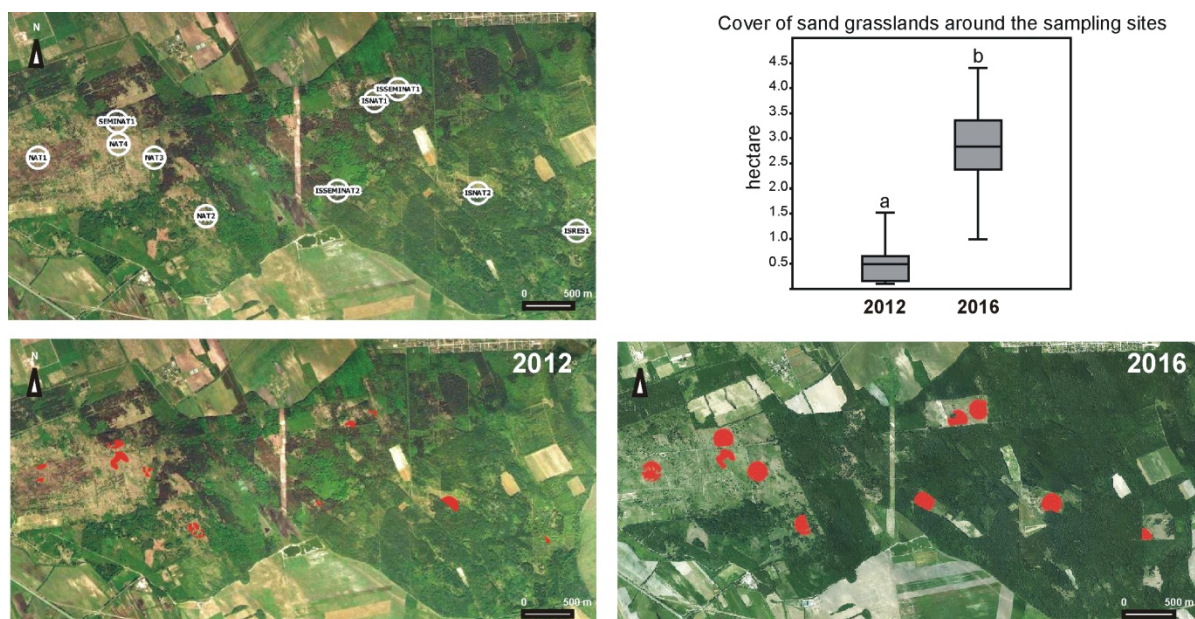 N
ISSEMINAT1
ISNAT1
SEMINAT1
NAT4
NAT1
NAT3
ISSEMINAT2
ISNAT2
NAT2
ISRES1
0 500 m
Cover of sand grasslands around the sampling sites
hectare
4.5
4.0
3.5
3.0
2.5
2.0
1.5
1.0
0.5
a
b
2012 2016
N
2012
0 500 m
2016
0 500 m